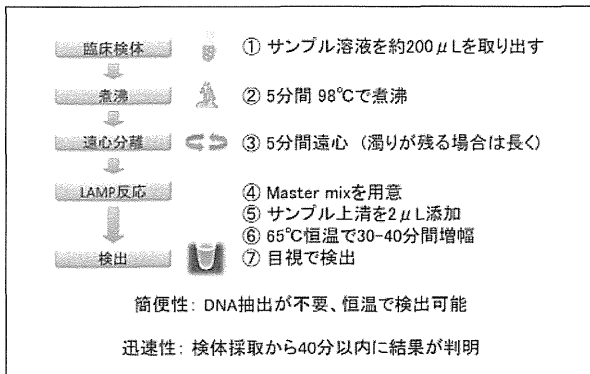 臨床検体 ① サンプル溶液を約200μLを取り出す
煮沸 ② 5分間 98℃で煮沸
遠心分離 ③ 5分間遠心 (濁りが残る場合は長く)
LAMP反応 ④ Master mixを用意
⑤ サンプル上清を2μL添加
⑥ 65℃恒温で30-40分間増幅
検出 ⑦ 目視で検出
簡便性: DNA抽出が不要、恒温で検出可能
迅速性: 検体採取から40分以内に結果が判明